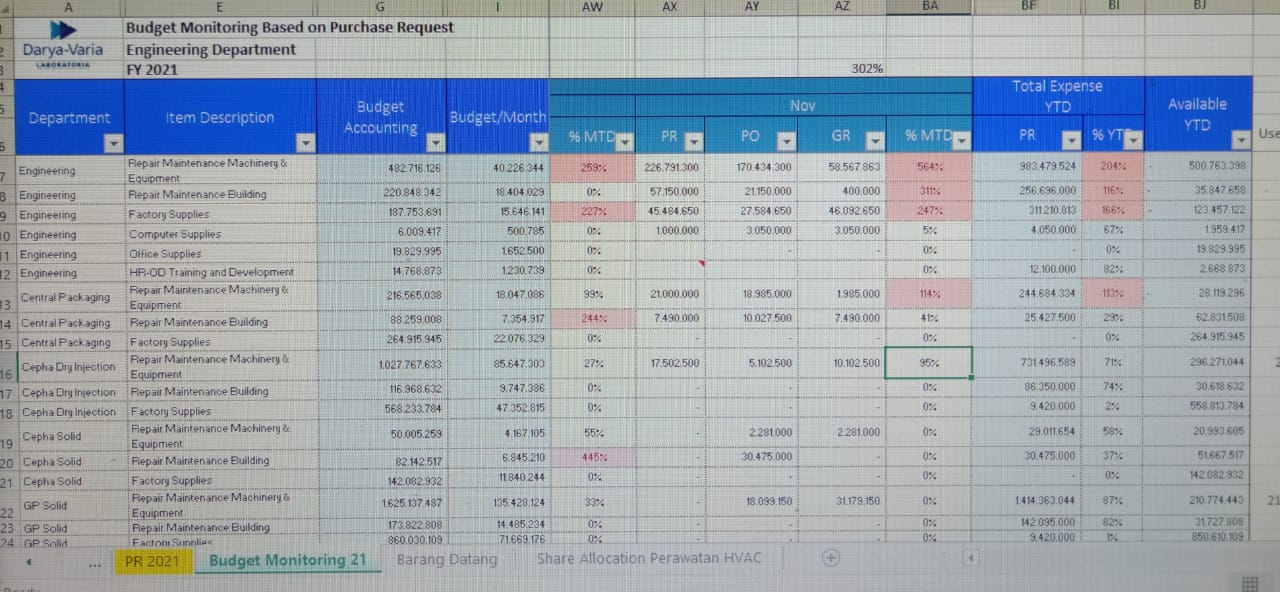 A E G I AW AX AY AZ BA BF BI BJ
Budget Monitoring Based on Purchase Request
Darya-Varia
LABORATORIA
Engineering Department
FY 2021 302%
Department Item Description Budget Accounting Budget/Month Nov Total Expense YTD Available YTD
% MTD PR PO GR % MTD PR % YTD Use
7 Engineering Repair Maintenance Machinery & Equipment 482.716.126 40.226.344 259% 226.791.300 170.434.300 58.567.863 564% 983.479.524 204% - 500.763.398
8 Engineering Repair Maintenance Building 220.848.342 18.404.029 0% 57.150.000 21.150.000 400.000 311% 256.696.000 116% - 35.847.658
9 Engineering Factory Supplies 187.753.691 15.646.141 227% 45.484.650 27.584.650 46.092.650 247% 311.210.813 166% - 123.457.122
10 Engineering Computer Supplies 6.009.417 500.785 0% 1.000.000 3.050.000 3.050.000 5% 4.050.000 67% 1.959.417
11 Engineering Office Supplies 19.829.995 1.652.500 0% - - 0% - 0% 19.829.995
12 Engineering HR-OD Training and Development 14.768.873 1.230.739 0% 0% 12.100.000 82% 2.668.873
13 Central Packaging Repair Maintenance Machinery & Equipment 216.565.038 18.047.086 99% 21.000.000 18.985.000 1.985.000 114% 244.684.334 113% - 28.119.296
14 Central Packaging Repair Maintenance Building 88.259.008 7.354.917 244% 7.490.000 10.027.500 7.490.000 41% 25.427.500 29% 62.831.508
15 Central Packaging Factory Supplies 264.915.945 22.076.329 0% - - - 0% - 0% 264.915.945
16 Cepha Dry Injection Repair Maintenance Machinery & Equipment 1.027.767.633 85.647.303 27% 17.502.500 5.102.500 10.102.500 95% 731.496.589 71% 296.271.044
17 Cepha Dry Injection Repair Maintenance Building 116.968.632 9.747.386 0% - - - 0% 86.350.000 74% 30.618.632
18 Cepha Dry Injection Factory Supplies 568.233.784 47.352.815 0% - - - 0% 9.420.000 2% 558.813.784
19 Cepha Solid Repair Maintenance Machinery & Equipment 50.005.259 4.167.105 55% - 2.281.000 2.281.000 0% 29.011.654 58% 20.993.605
20 Cepha Solid Repair Maintenance Building 82.142.517 6.845.210 445% - 30.475.000 - 0% 30.475.000 37% 51.667.517
21 Cepha Solid Factory Supplies 142.082.932 11.840.244 0% - - - 0% - 0% 142.082.932
22 GP Solid Repair Maintenance Machinery & Equipment 1.625.137.487 135.428.124 33% - 18.099.150 31.179.150 0% 1.414.363.044 87% 210.774.443 21
23 GP Solid Repair Maintenance Building 173.822.808 14.485.234 0% - - - 0% 142.095.000 82% 31.727.808
24 GP Solid Factory Supplies 860.030.109 71.669.176 0% - - - 0% 9.420.000 1% 850.610.109
... PR 2021 Budget Monitoring 21 Barang Datang Share Allocation Perawatan HVAC